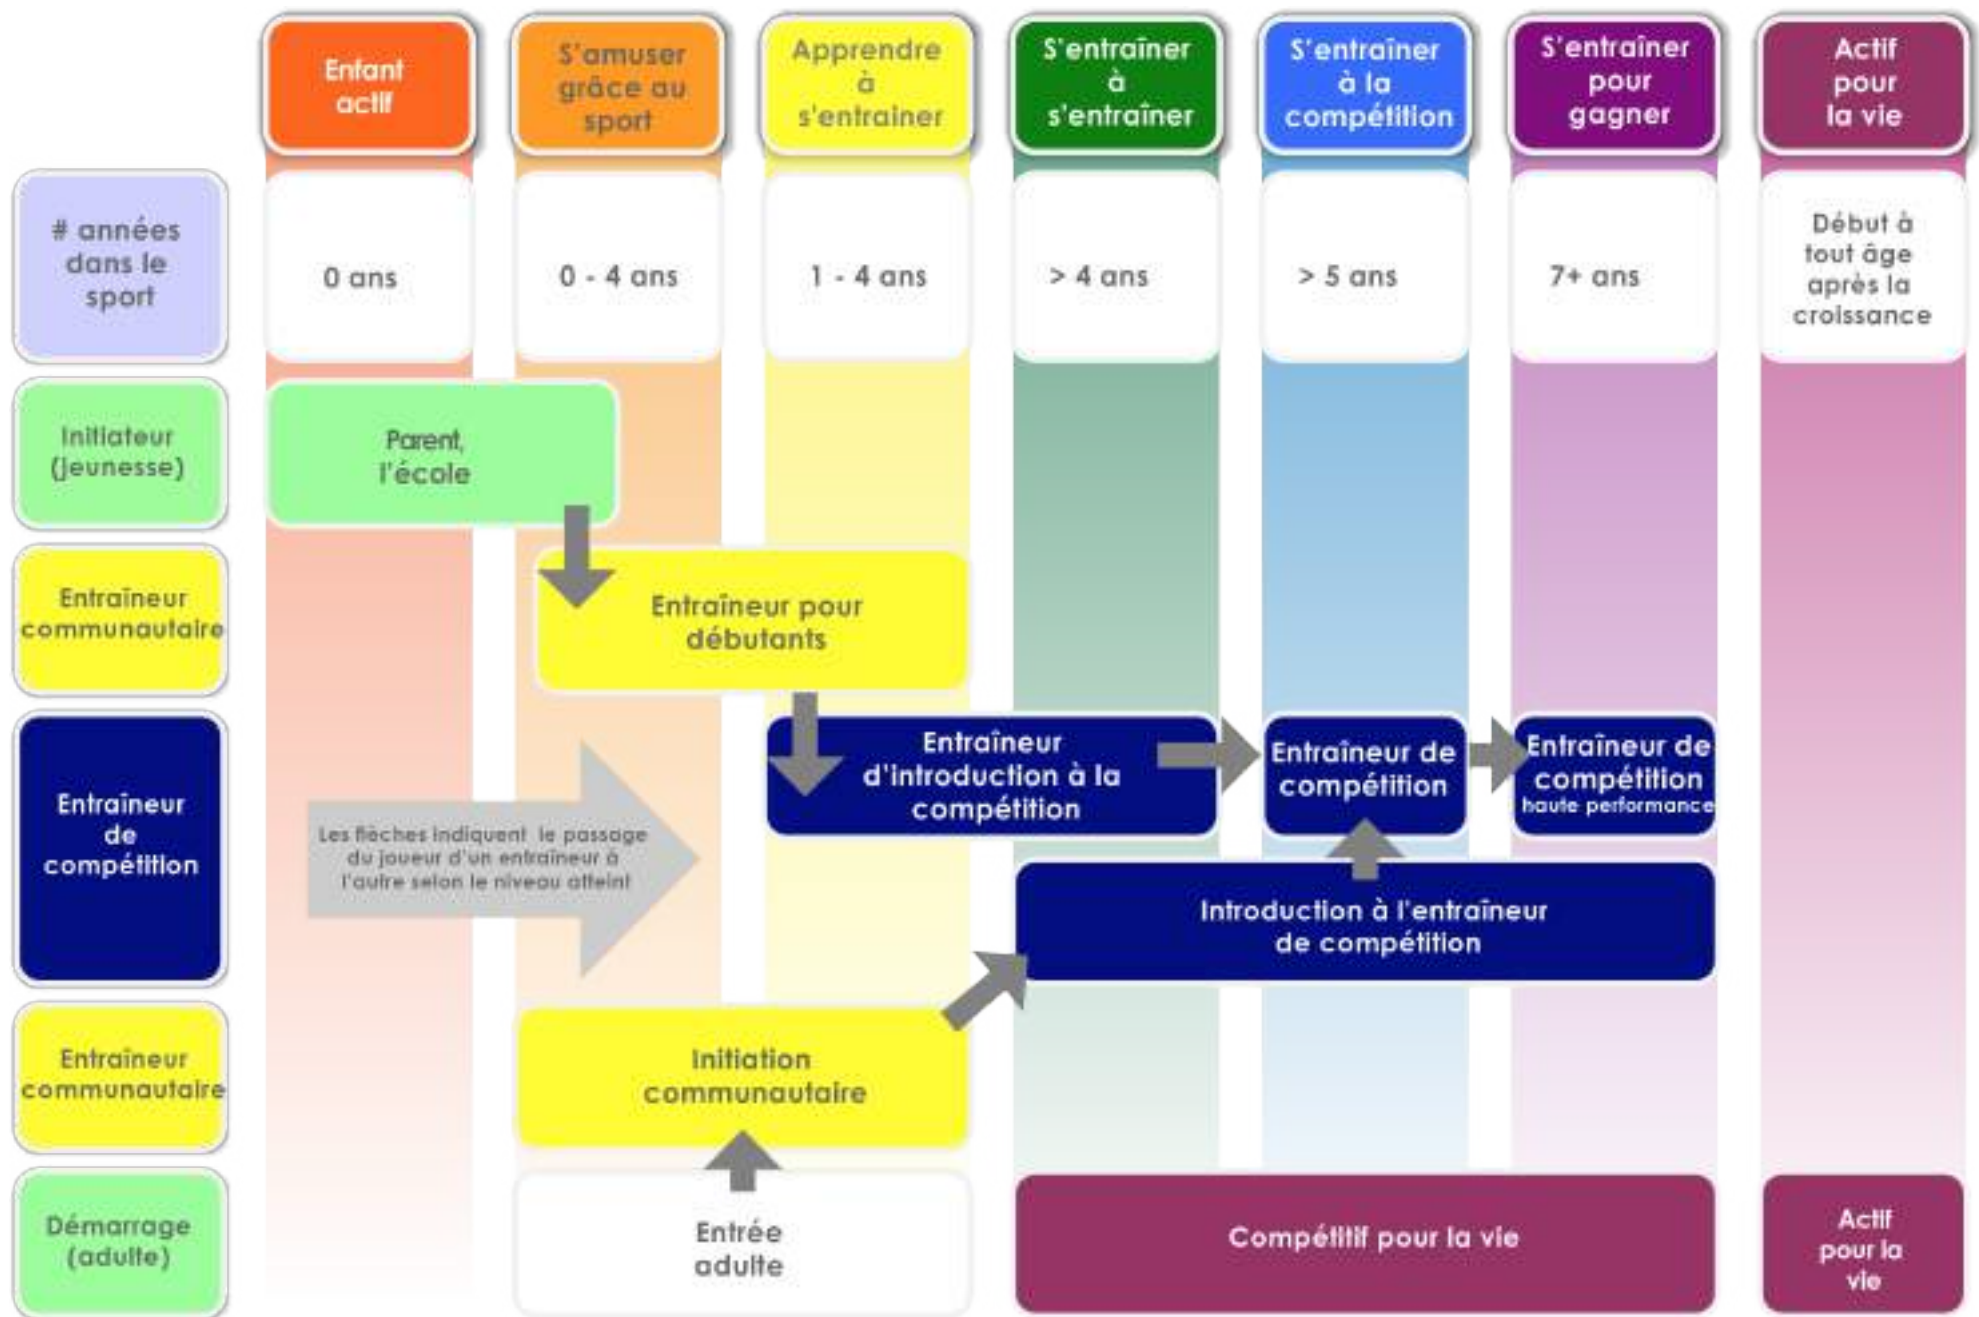 Enfant
actif
S'amuser
grâce au
sport
Apprendre
à
s'entrainer
S'entraîner
à
s'entraîner
S'entraîner
à la
compétition
S'entraîner
pour
gagner
Actif
pour
la vie
# années
dans le
sport
0 ans
0 - 4 ans
1 - 4 ans
> 4 ans
> 5 ans
7+ ans
Début à
tout âge
après la
croissance
Initiateur
(jeunesse)
Parent,
l'école
Entraîneur
communautaire
Entraîneur pour
débutants
Entraîneur
de
compétition
Les flèches indiquent le passage
du joueur d'un entraîneur à
l'autre selon le niveau atteint
Entraîneur
d'introduction à la
compétition
Entraîneur de
compétition
Entraîneur de
compétition
haute performance
Introduction à l'entraîneur
de compétition
Entraîneur
communautaire
Initiation
communautaire
Démarrage
(adulte)
Entrée
adulte
Compétitif pour la vie
Actif
pour la
vie